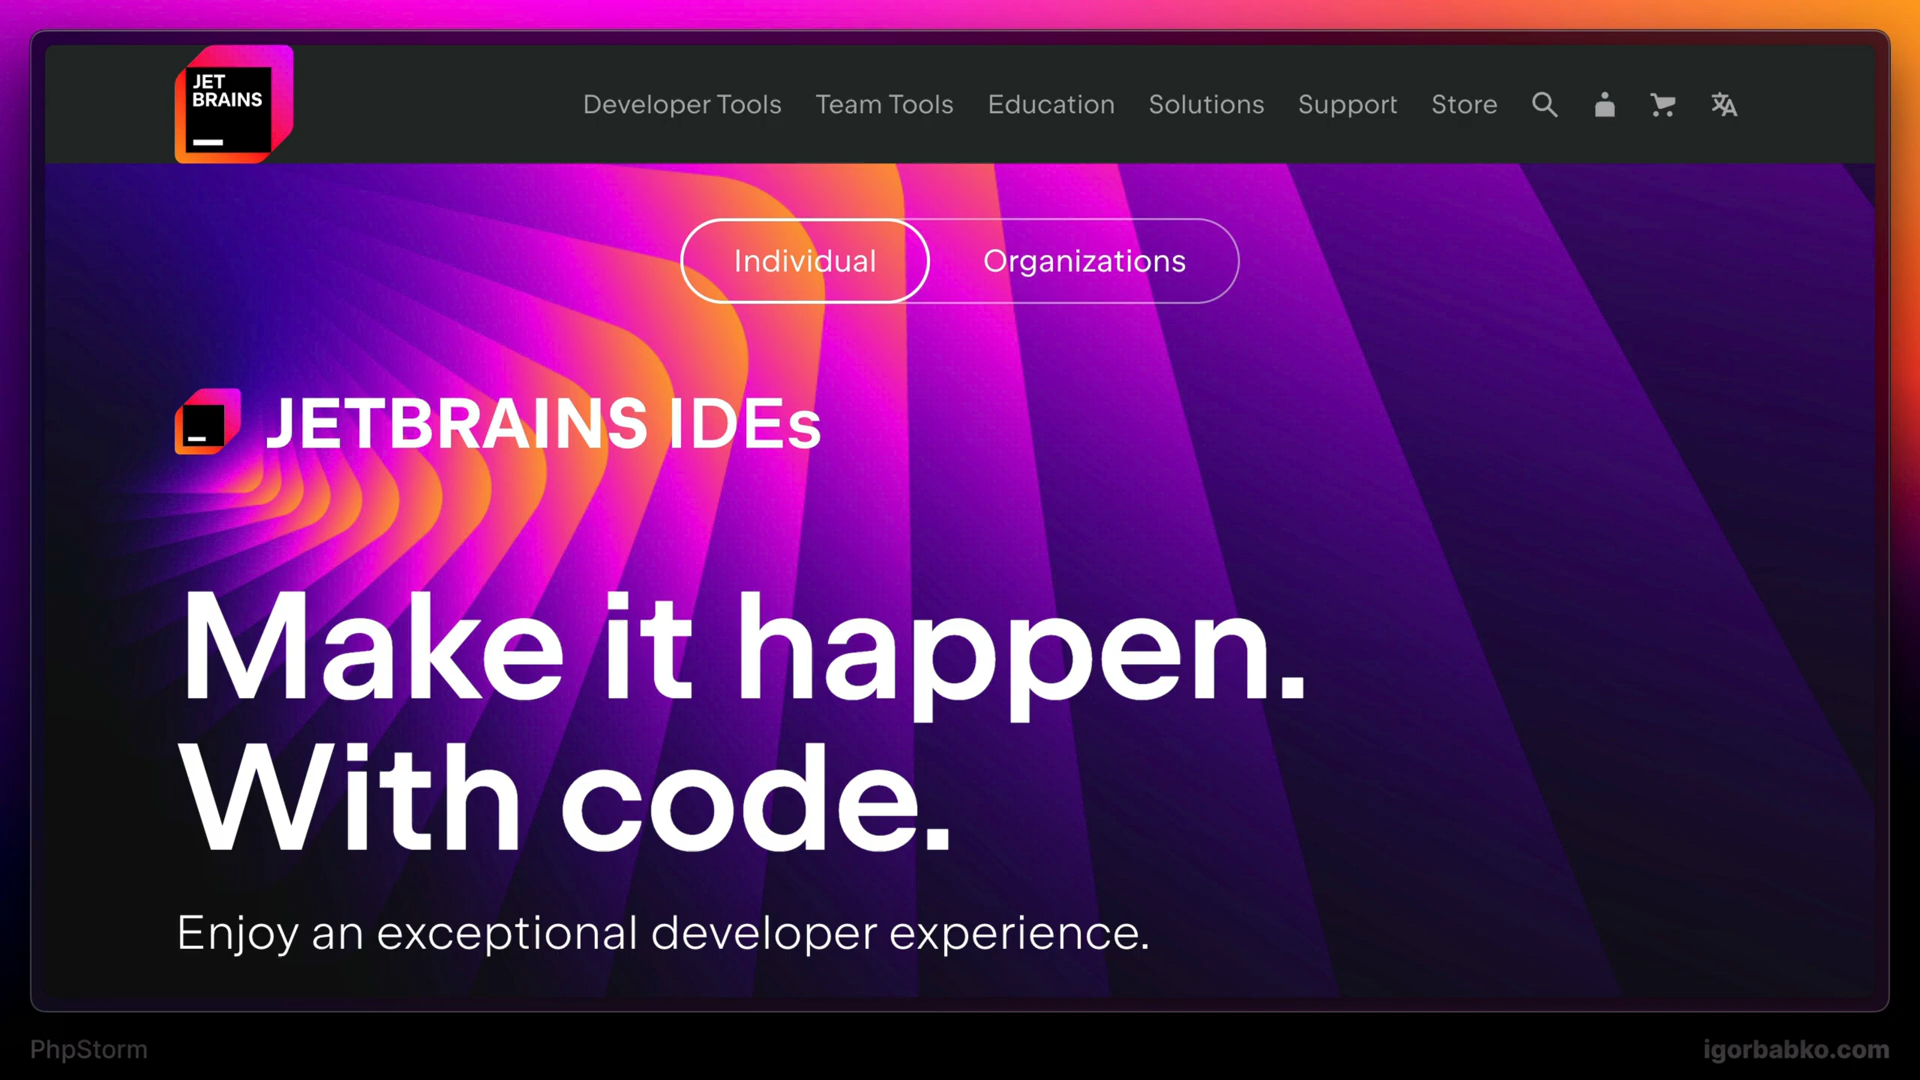 JET
BRAINS
Developer Tools Team Tools Education Solutions Support Store
Individual Organizations
JETBRAINS IDEs
Make it happen.
With code.
Enjoy an exceptional developer experience.
PhpStorm igorbabko.com